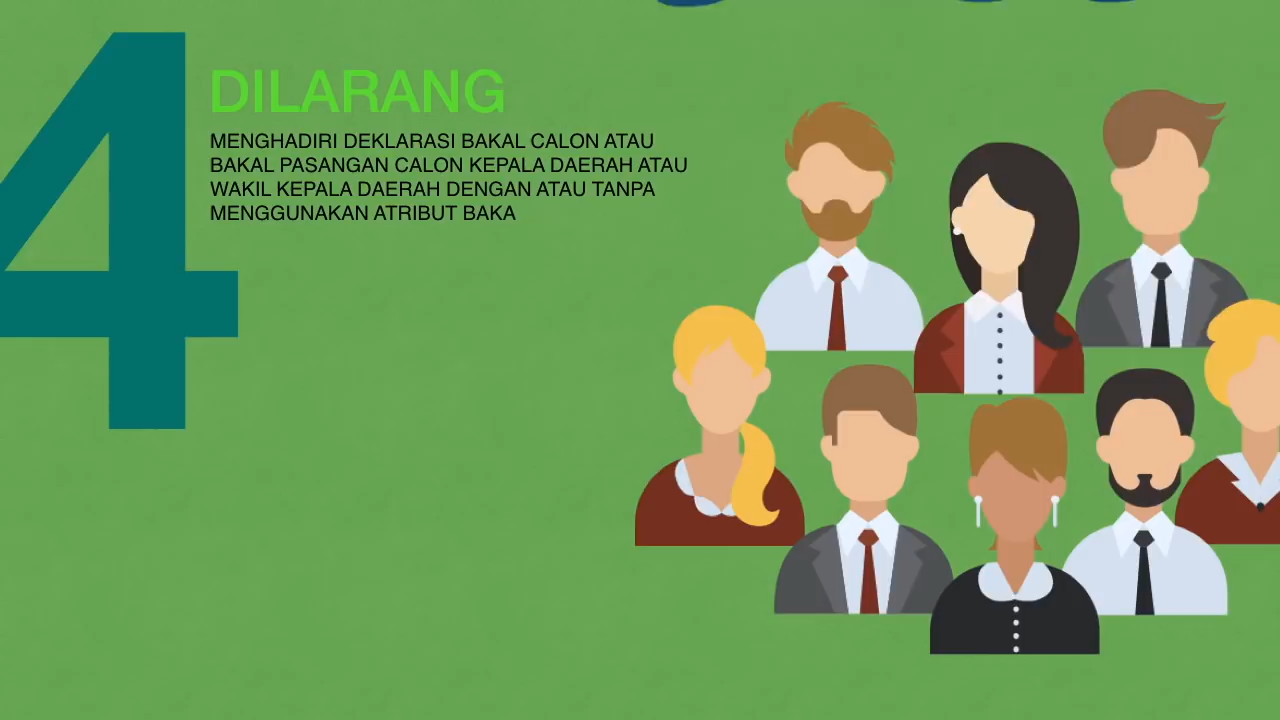 4
DILARANG
MENGHADIRI DEKLARASI BAKAL CALON ATAU
BAKAL PASANGAN CALON KEPALA DAERAH ATAU
WAKIL KEPALA DAERAH DENGAN ATAU TANPA
MENGGUNAKAN ATRIBUT BAKA